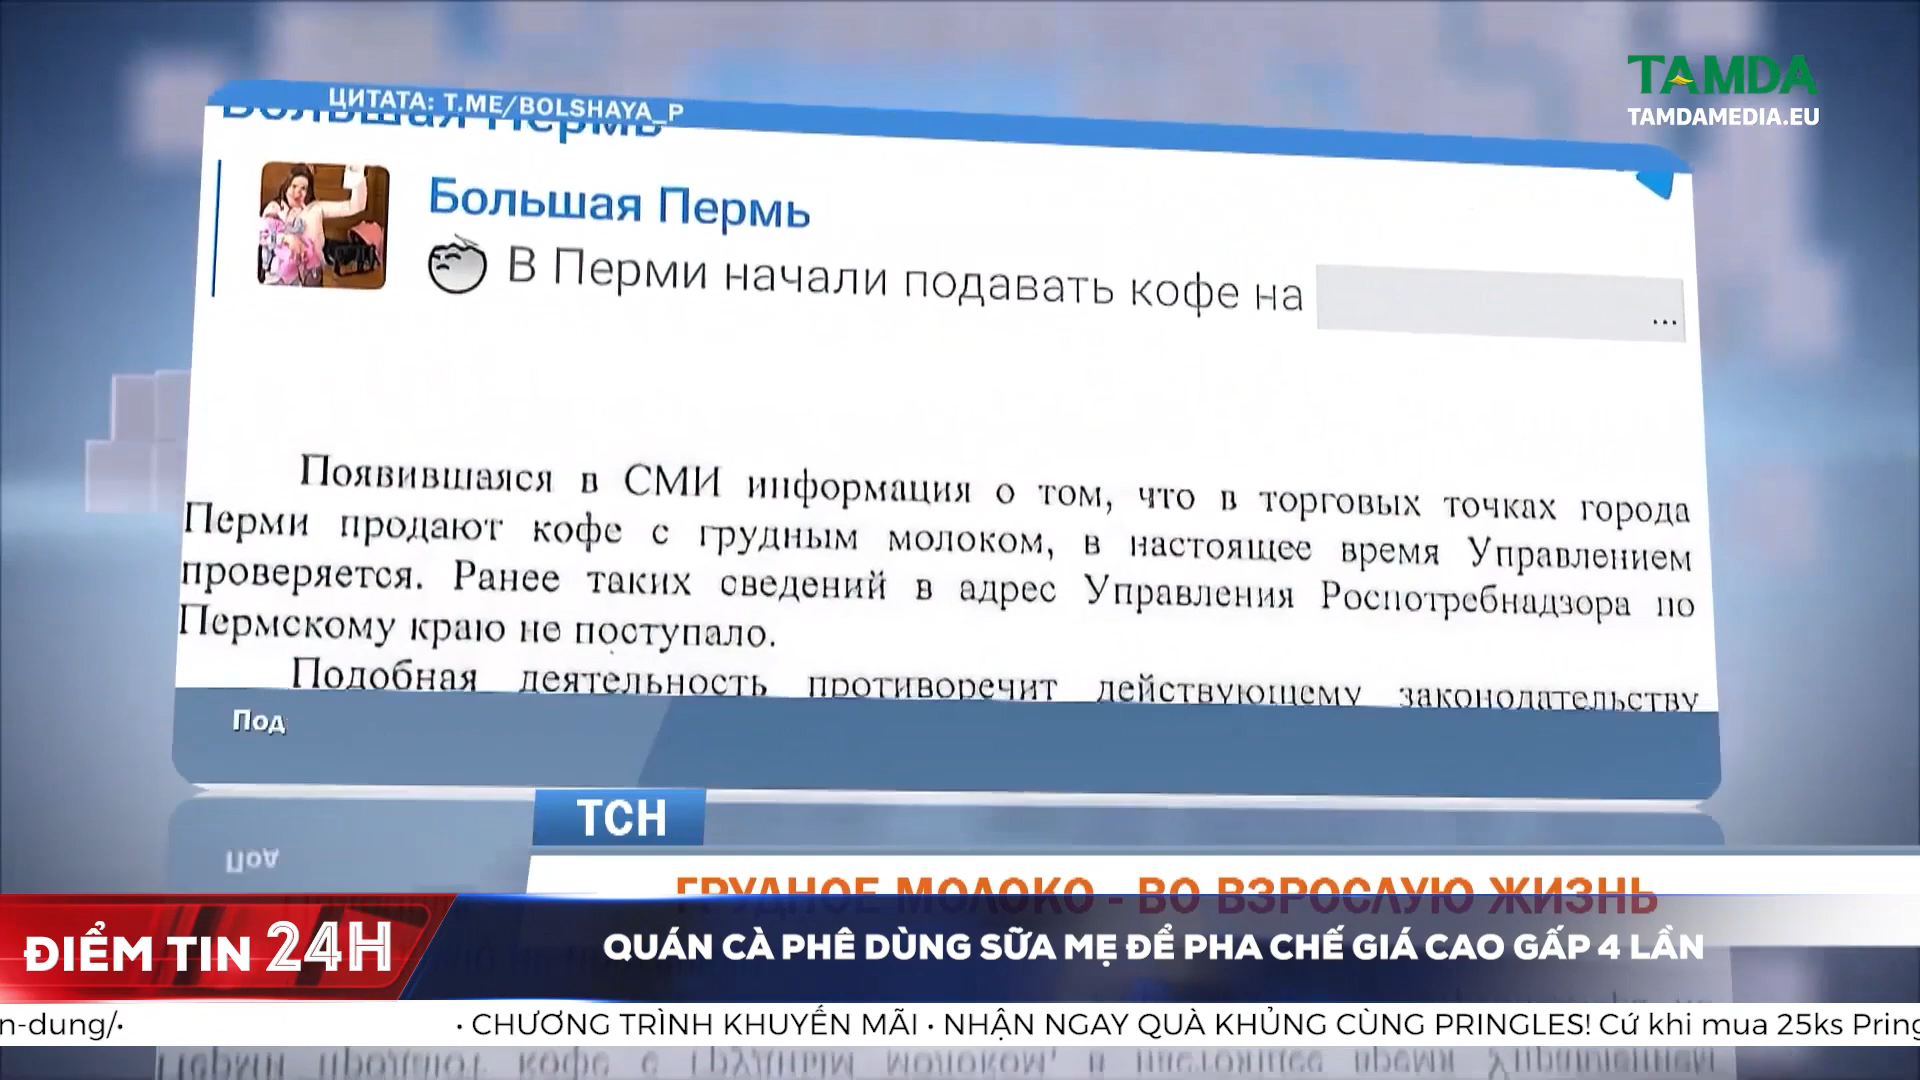 TAMDA
TAMDAMEDIA.EU
ЦИТАТА: T.ME/BOLSHAYA_P
Большая Пермь
Большая Пермь
В Перми начали подавать кофе на
...
Появившаяся в СМИ информация о том, что в торговых точках города
Перми продают кофе с грудным молоком, в настоящее время Управлением
проверяется. Ранее таких сведений в адрес Управления Роспотребнадзора по
Пермскому краю не поступало.
Подобная деятельность противоречит действующему законодательству
Под
ТСН
ГРУДНОЕ МОЛОКО - ВО ВЗРОСЛУЮ ЖИЗНЬ
ĐIỂM TIN 24H
QUÁN CÀ PHÊ DÙNG SỮA MẸ ĐỂ PHA CHẾ GIÁ CAO GẤP 4 LẦN
n-dung/· · CHƯƠNG TRÌNH KHUYẾN MÃI · NHẬN NGAY QUÀ KHỦNG CÙNG PRINGLES! Cứ khi mua 25ks Pring